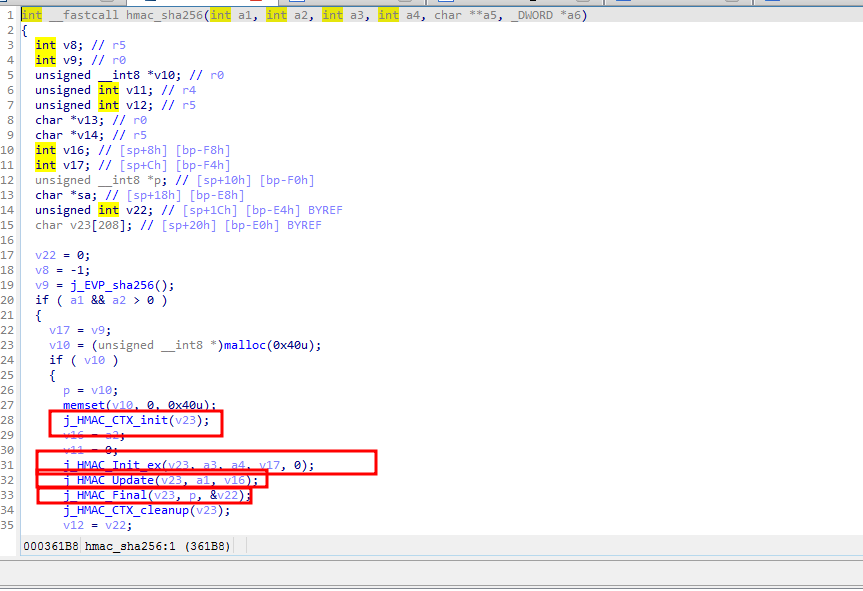 1 int __fastcall hmac_sha256(int a1, int a2, int a3, int a4, char **a5, _DWORD *a6)
2 {
3 int v8; // r5
4 int v9; // r0
5 unsigned __int8 *v10; // r0
6 unsigned int v11; // r4
7 unsigned int v12; // r5
8 char *v13; // r0
9 char *v14; // r5
10 int v16; // [sp+8h] [bp-F8h]
11 int v17; // [sp+Ch] [bp-F4h]
12 unsigned __int8 *p; // [sp+10h] [bp-F0h]
13 char *sa; // [sp+18h] [bp-E8h]
14 unsigned int v22; // [sp+1Ch] [bp-E4h] BYREF
15 char v23[208]; // [sp+20h] [bp-E0h] BYREF
16
17 v22 = 0;
18 v8 = -1;
19 v9 = j_EVP_sha256();
20 if ( a1 && a2 > 0 )
21 {
22 v17 = v9;
23 v10 = (unsigned __int8 *)malloc(0x40u);
24 if ( v10 )
25 {
26 p = v10;
27 memset(v10, 0, 0x40u);
28 j_HMAC_CTX_init(v23);
29 v16 = a2;
30 v11 = 0;
31 j_HMAC_Init_ex(v23, a3, a4, v17, 0);
32 j_HMAC_Update(v23, a1, v16);
33 j_HMAC_Final(v23, p, &v22);
34 j_HMAC_CTX_cleanup(v23);
35 v12 = v22;
000361B8 hmac_sha256:1 (361B8)